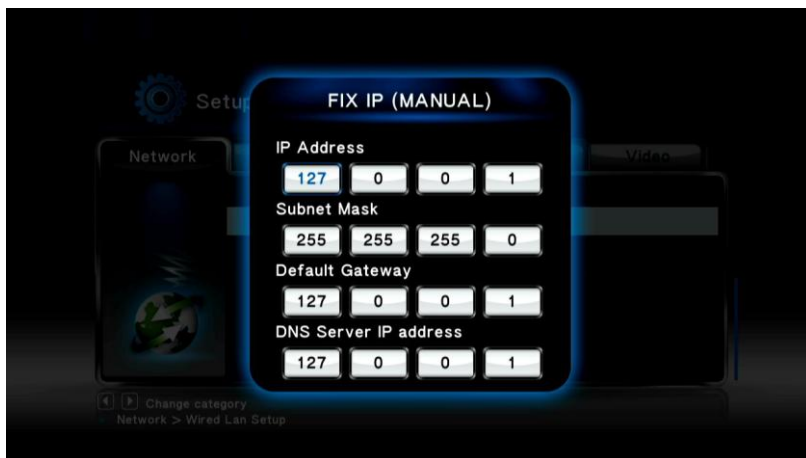 Setup
FIX IP (MANUAL)
Network
Video
IP Address
127 0 0 1
Subnet Mask
255 255 255 0
Default Gateway
127 0 0 1
DNS Server IP address
127 0 0 1
Change category
Network > Wired Lan Setup